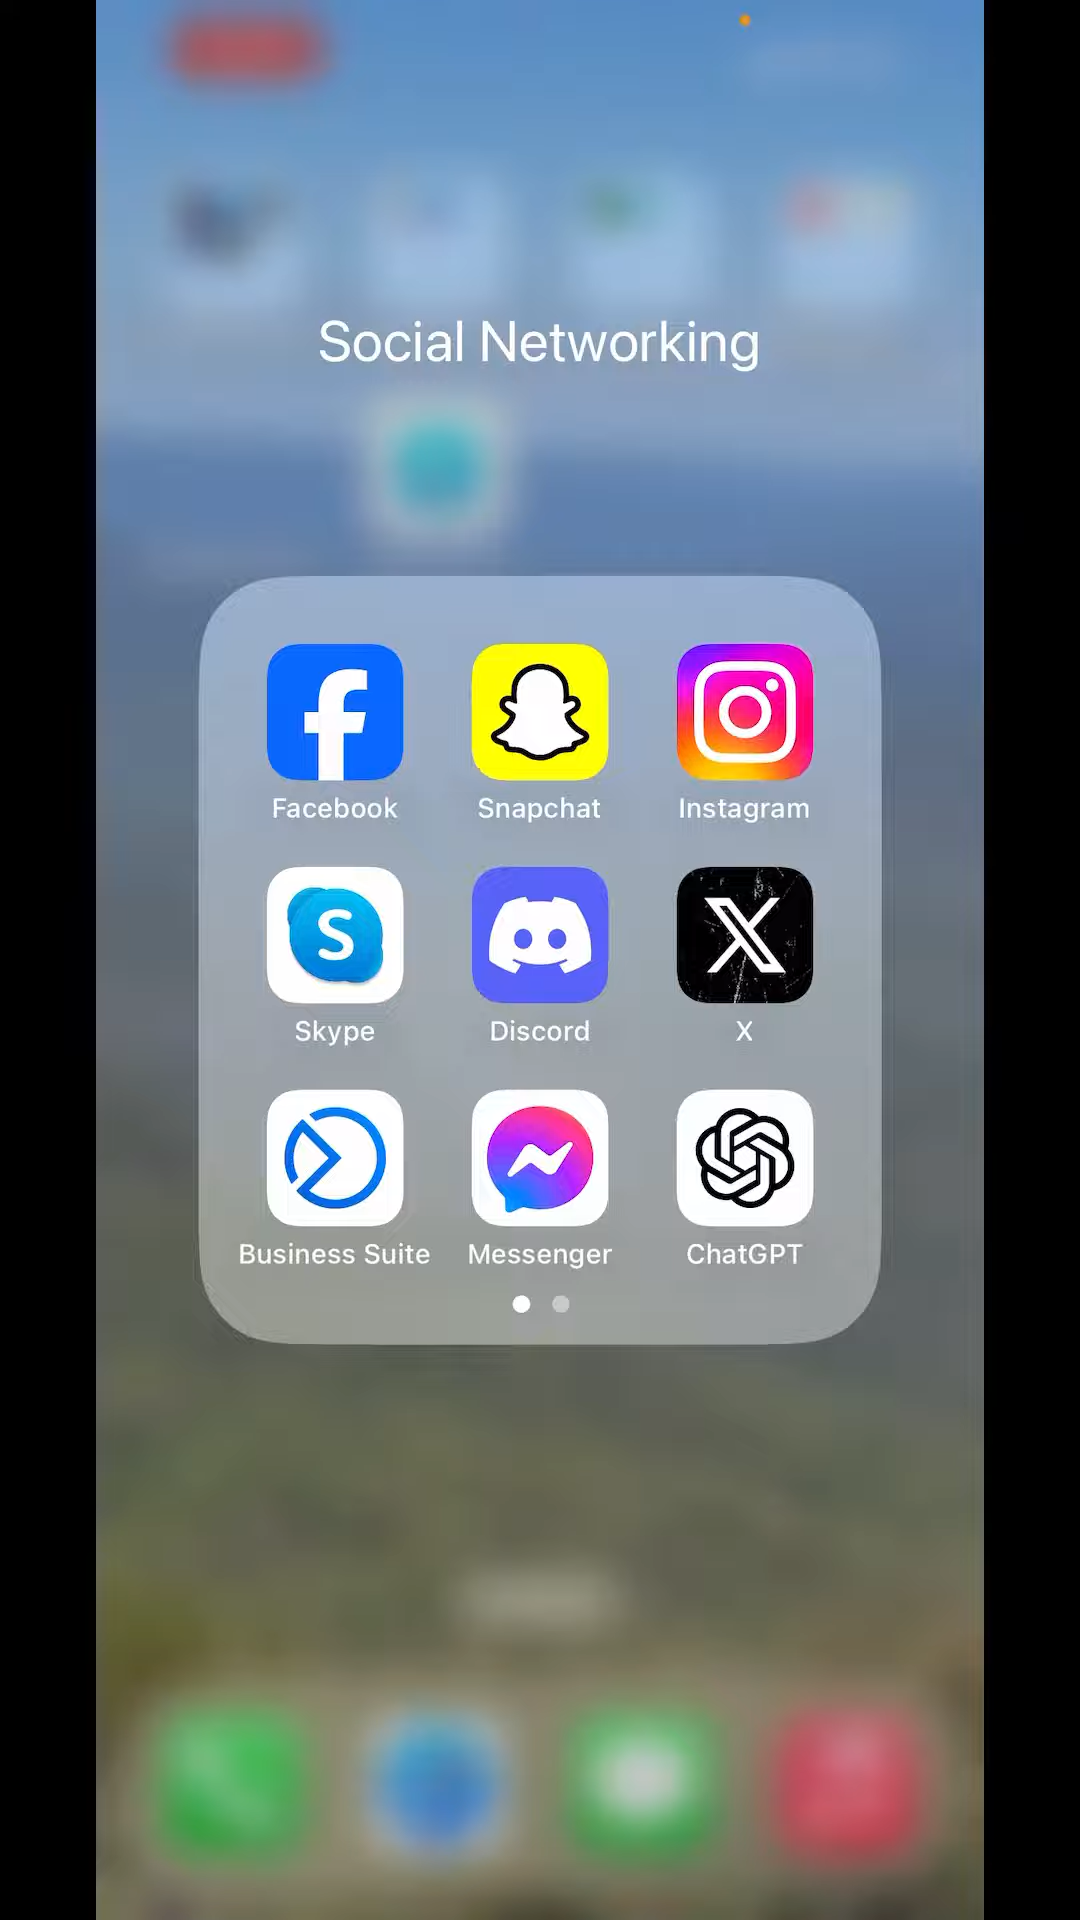 Social Networking
Facebook Snapchat Instagram
Skype Discord X
Business Suite Messenger ChatGPT